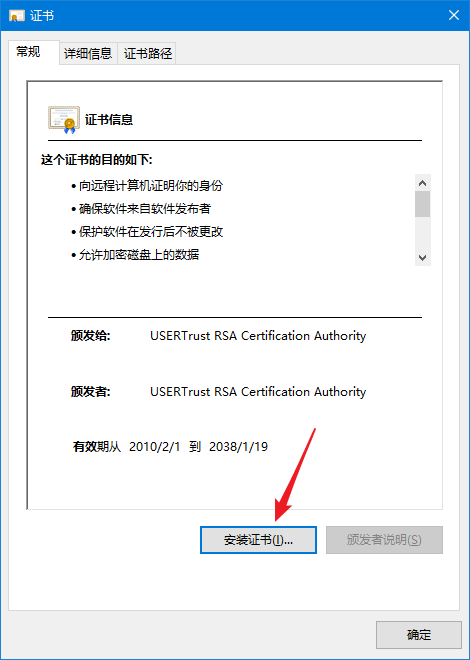 证书
常规 详细信息 证书路径
证书信息
这个证书的目的如下:
• 向远程计算机证明你的身份
• 确保软件来自软件发布者
• 保护软件在发行后不被更改
• 允许加密磁盘上的数据
颁发给: USERTrust RSA Certification Authority
颁发者: USERTrust RSA Certification Authority
有效期从 2010/2/1 到 2038/1/19
安装证书(I)... 颁发者说明(S)
确定